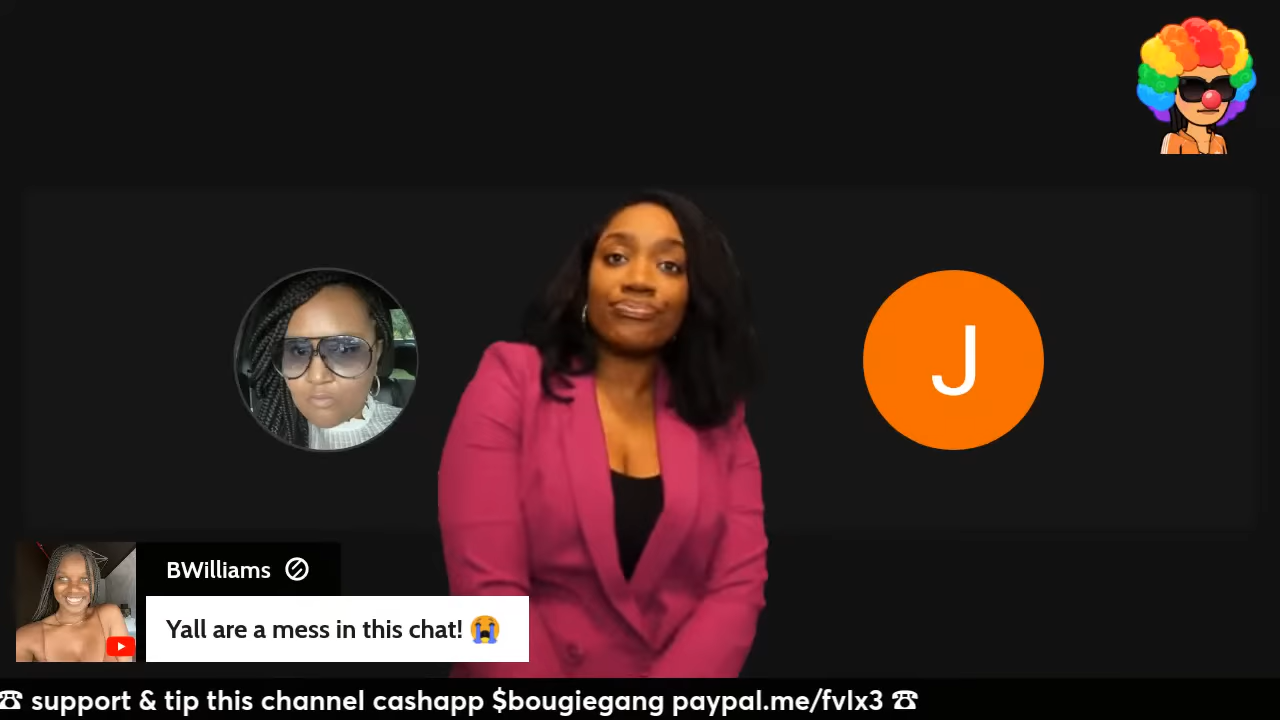 J
BWilliams
Yall are a mess in this chat! 😭
☎ support & tip this channel cashapp $bougiegang paypal.me/fvlx3 ☎